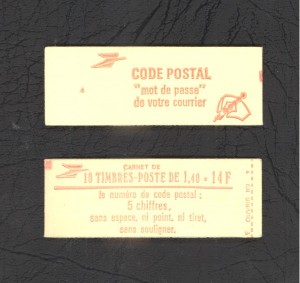 CODE POSTAL
"mot de passe"
de votre courrier
CARNET DE
10 TIMBRES-POSTE DE 1,40 = 14 F
le numéro de code postal :
5 chiffres,
sans espace, ni point, ni tiret,
sans souligner.